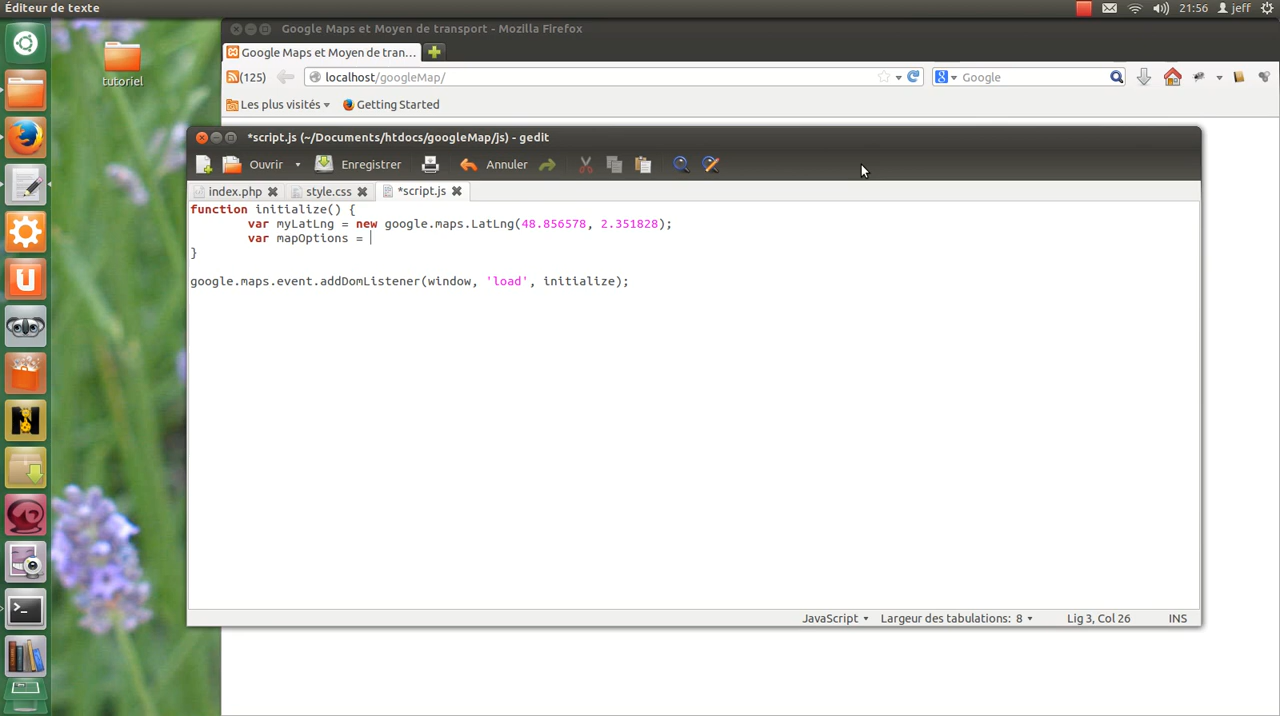 Éditeur de texte
21:56
jeff
Google Maps et Moyen de transport - Mozilla Firefox
Google Maps et Moyen de tran...
(125)
localhost/googleMap/
Google
Les plus visités
Getting Started
tutoriel
*script.js (~/Documents/htdocs/googleMap/js) - gedit
Ouvrir
Enregistrer
Annuler
index.php
style.css
*script.js
function initialize() {
var myLatLng = new google.maps.LatLng(48.856578, 2.351828);
var mapOptions =
}
google.maps.event.addDomListener(window, 'load', initialize);
JavaScript
Largeur des tabulations: 8
Lig 3, Col 26
INS